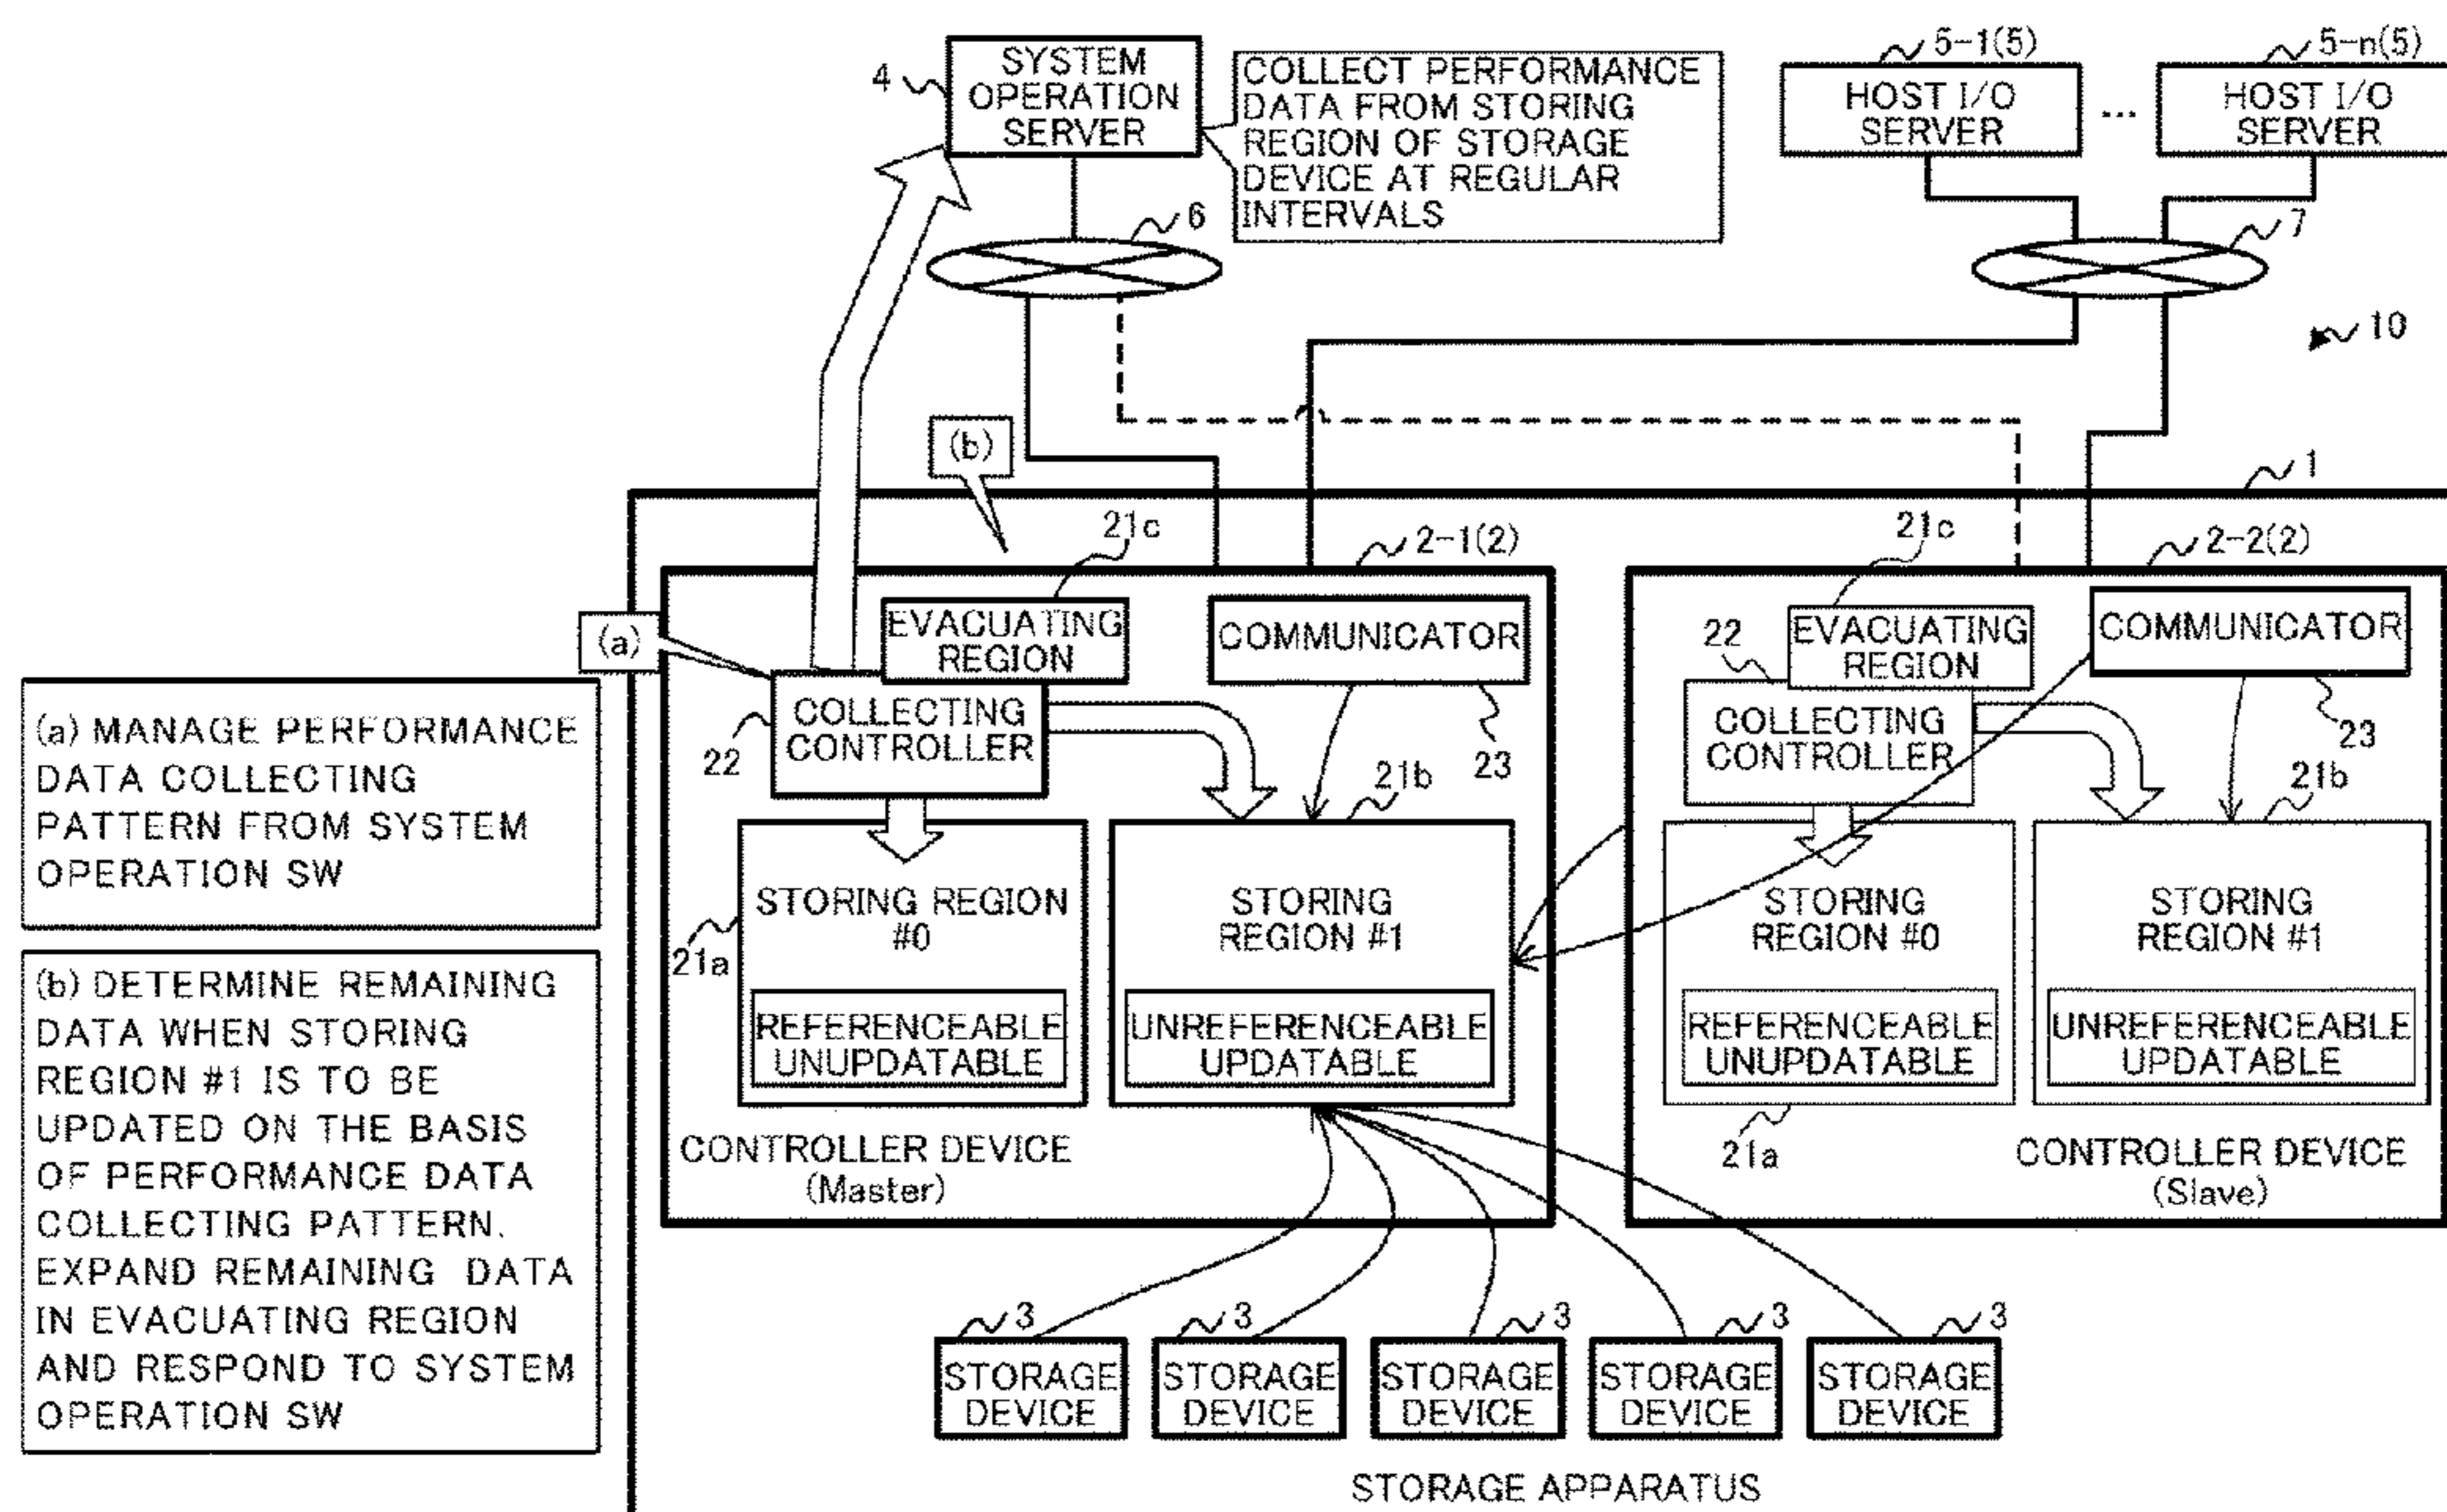 4
SYSTEM
OPERATION
SERVER
COLLECT PERFORMANCE
DATA FROM STORING
REGION OF STORAGE
DEVICE AT REGULAR
INTERVALS
5-1(5)
HOST I/O
SERVER
...
5-n(5)
HOST I/O
SERVER
6
7
10
(b)
1
21c
2-1(2)
21c
2-2(2)
(a)
EVACUATING
REGION
COMMUNICATOR
22
EVACUATING
REGION
COMMUNICATOR
COLLECTING
CONTROLLER
22
23
21b
COLLECTING
CONTROLLER
23
21b
(a) MANAGE PERFORMANCE
DATA COLLECTING
PATTERN FROM SYSTEM
OPERATION SW
STORING REGION
#0
21a
REFERENCEABLE
UNUPDATABLE
STORING
REGION #1
UNREFERENCEABLE
UPDATABLE
STORING
REGION #0
REFERENCEABLE
UNUPDATABLE
21a
STORING
REGION #1
UNREFERENCEABLE
UPDATABLE
(b) DETERMINE REMAINING
DATA WHEN STORING
REGION #1 IS TO BE
UPDATED ON THE BASIS
OF PERFORMANCE DATA
COLLECTING PATTERN.
EXPAND REMAINING DATA
IN EVACUATING REGION
AND RESPOND TO SYSTEM
OPERATION SW
CONTROLLER DEVICE
(Master)
CONTROLLER DEVICE
(Slave)
3
STORAGE
DEVICE
3
STORAGE
DEVICE
3
STORAGE
DEVICE
3
STORAGE
DEVICE
3
STORAGE
DEVICE
STORAGE APPARATUS